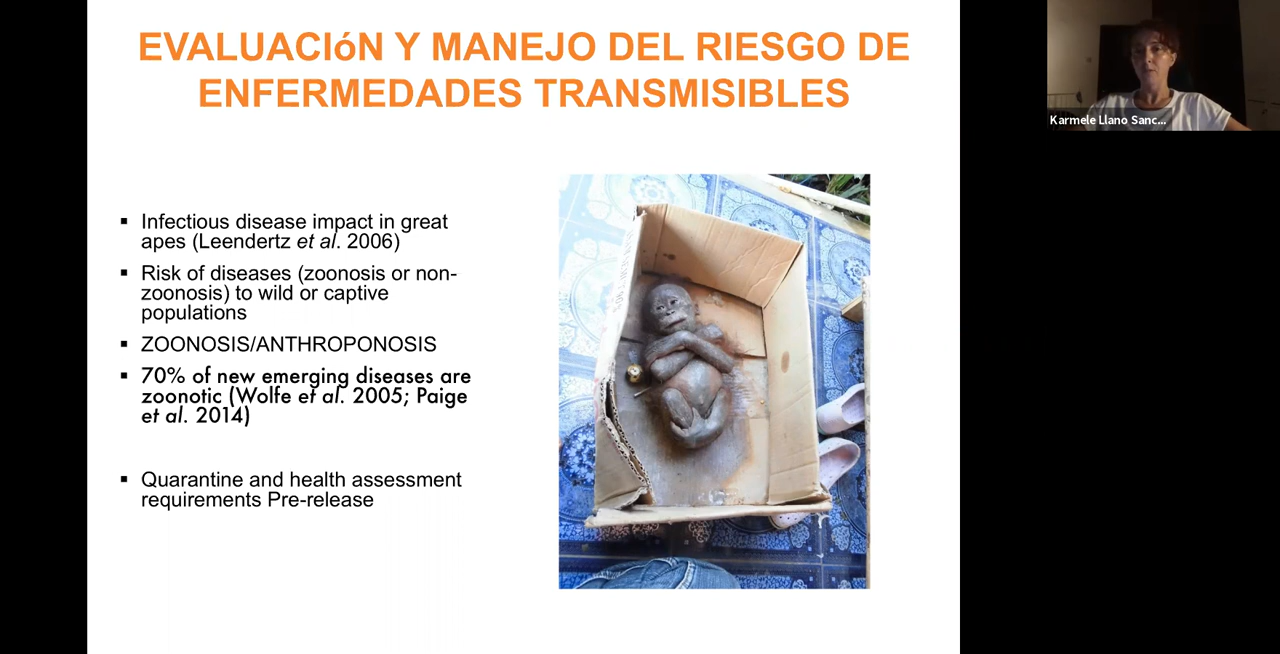 EVALUACIóN Y MANEJO DEL RIESGO DE
ENFERMEDADES TRANSMISIBLES
Karmele Llano Sanc...
▪ Infectious disease impact in great
apes (Leendertz et al. 2006)
▪ Risk of diseases (zoonosis or non-
zoonosis) to wild or captive
populations
▪ ZOONOSIS/ANTHROPONOSIS
▪ 70% of new emerging diseases are
zoonotic (Wolfe et al. 2005; Paige
et al. 2014)
▪ Quarantine and health assessment
requirements Pre-release